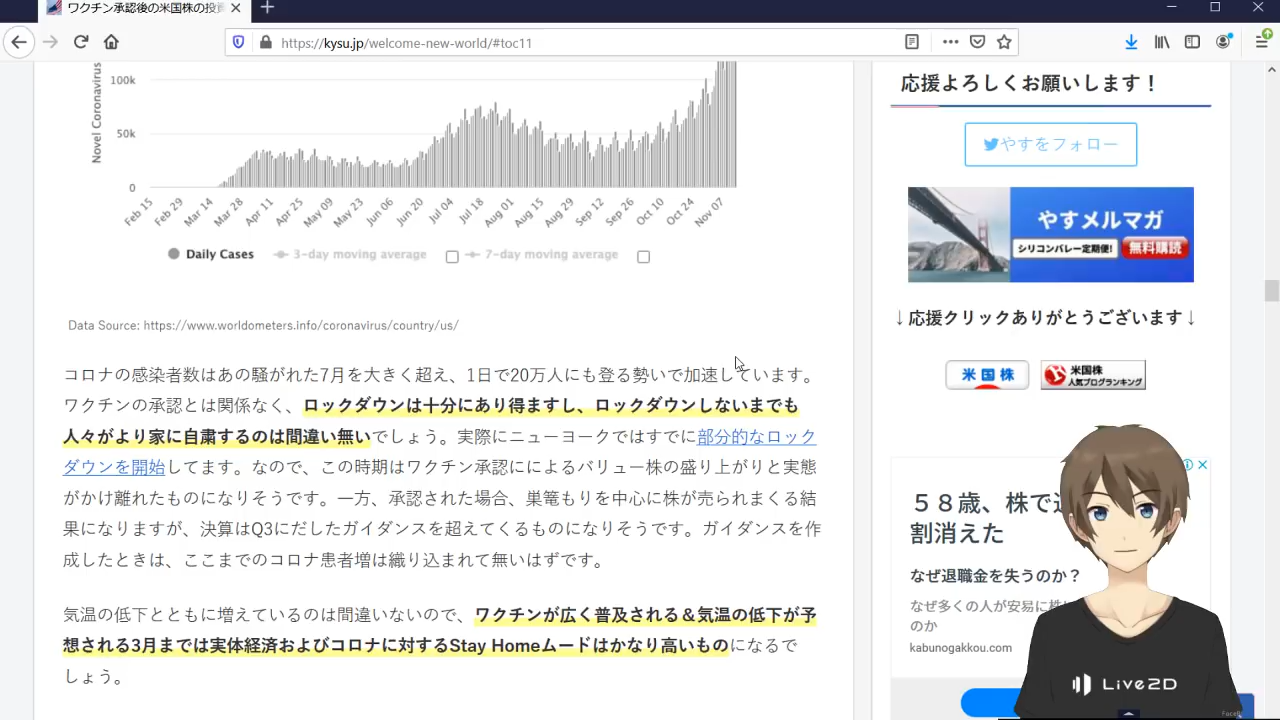 ワクチン承認後の米国株の投資
https://kysu.jp/welcome-new-world/#toc11
Novel Coronavirus
100k
50k
0
Feb 15
Feb 29
Mar 14
Mar 28
Apr 11
Apr 25
May 09
May 23
Jun 06
Jun 20
Jul 04
Jul 18
Aug 01
Aug 15
Aug 29
Sep 12
Sep 26
Oct 10
Oct 24
Nov 07
Daily Cases
3-day moving average
7-day moving average
Data Source: https://www.worldometers.info/coronavirus/country/us/
コロナの感染者数はあの騒がれた7月を大きく超え、1日で20万人にも登る勢いで加速しています。
ワクチンの承認とは関係なく、ロックダウンは十分にあり得ますし、ロックダウンしないまでも
人々がより家に自粛するのは間違い無いでしょう。実際にニューヨークではすでに部分的なロック
ダウンを開始してます。なので、この時期はワクチン承認にによるバリュー株の盛り上がりと実態
がかけ離れたものになりそうです。一方、承認された場合、巣篭もりを中心に株が売られまくる結
果になりますが、決算はQ3にだしたガイダンスを超えてくるものになりそうです。ガイダンスを作
成したときは、ここまでのコロナ患者増は織り込まれて無いはずです。
気温の低下とともに増えているのは間違いないので、ワクチンが広く普及される＆気温の低下が予
想される3月までは実体経済およびコロナに対するStay Homeムードはかなり高いものになるで
しょう。
応援よろしくお願いします！
やすをフォロー
やすメルマガ
シリコンバレー定期便!
無料購読
↓応援クリックありがとうございます↓
米国株
米国株
人気ブログランキング
５８歳、株で退
割消えた
なぜ退職金を失うのか？
なぜ多くの人が安易に株に
のか
kabunogakkou.com
Live2D